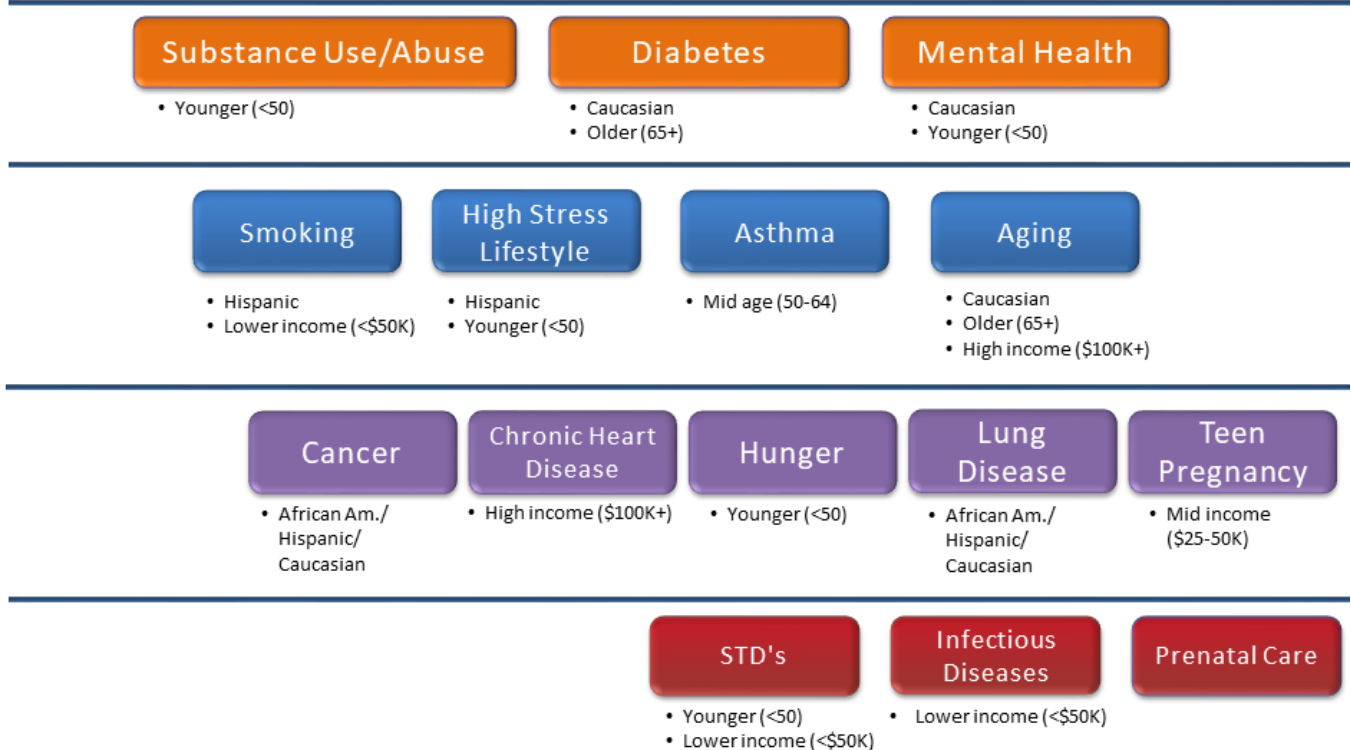 Substance Use/Abuse
• Younger (<50)
Diabetes
• Caucasian
• Older (65+)
Mental Health
• Caucasian
• Younger (<50)
Smoking
• Hispanic
• Lower income (<$50K)
High Stress
Lifestyle
• Hispanic
• Younger (<50)
Asthma
• Mid age (50-64)
Aging
• Caucasian
• Older (65+)
• High income ($100K+)
Cancer
• African Am./
Hispanic/
Caucasian
Chronic Heart
Disease
• High income ($100K+)
Hunger
• Younger (<50)
Lung
Disease
• African Am./
Hispanic/
Caucasian
Teen
Pregnancy
• Mid income
($25-50K)
STD's
• Younger (<50)
• Lower income (<$50K)
Infectious
Diseases
• Lower income (<$50K)
Prenatal Care